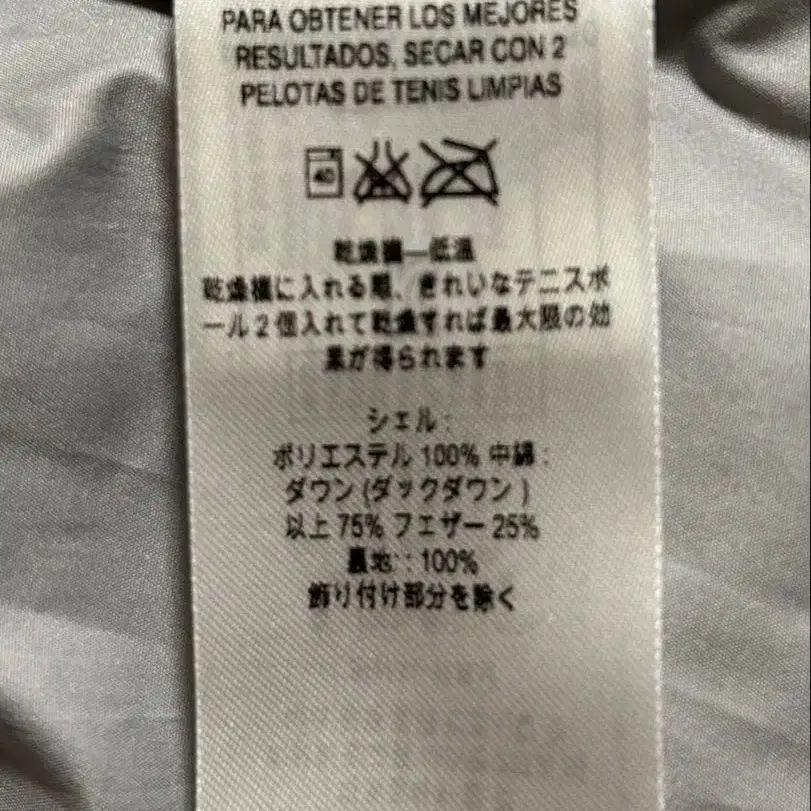 PARA OBTENER LOS MEJORES
RESULTADOS, SECAR CON 2
PELOTAS DE TENIS LIMPIAS
40
乾燥機—低温
乾燥機に入れる際、きれいなテニスボ
ール2個入れて乾燥すれば最大限の効
果が得られます
シェル:
ポリエステル 100% 中綿:
ダウン (ダックダウン)
以上 75% フェザー 25%
裏地::100%
飾り付け部分を除く